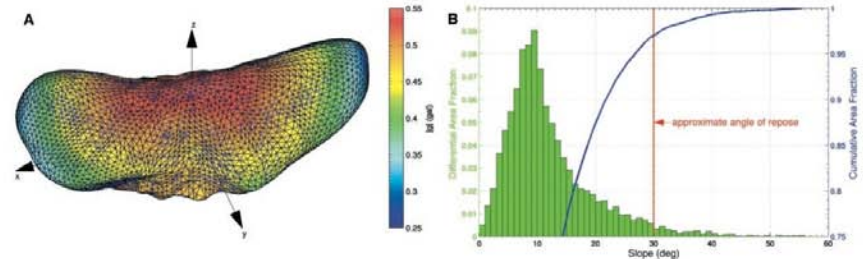 A
z
x
y
0.55
0.5
0.45
0.4
0.35
0.3
0.25
|g| (gal)
B
0.1
0.09
0.08
0.07
0.06
0.05
0.04
0.03
0.02
0.01
0
Differential Area Fraction
approximate angle of repose
1
0.95
0.9
0.85
0.8
0.75
Cumulative Area Fraction
0 10 20 30 40 50 60
Slope (deg)